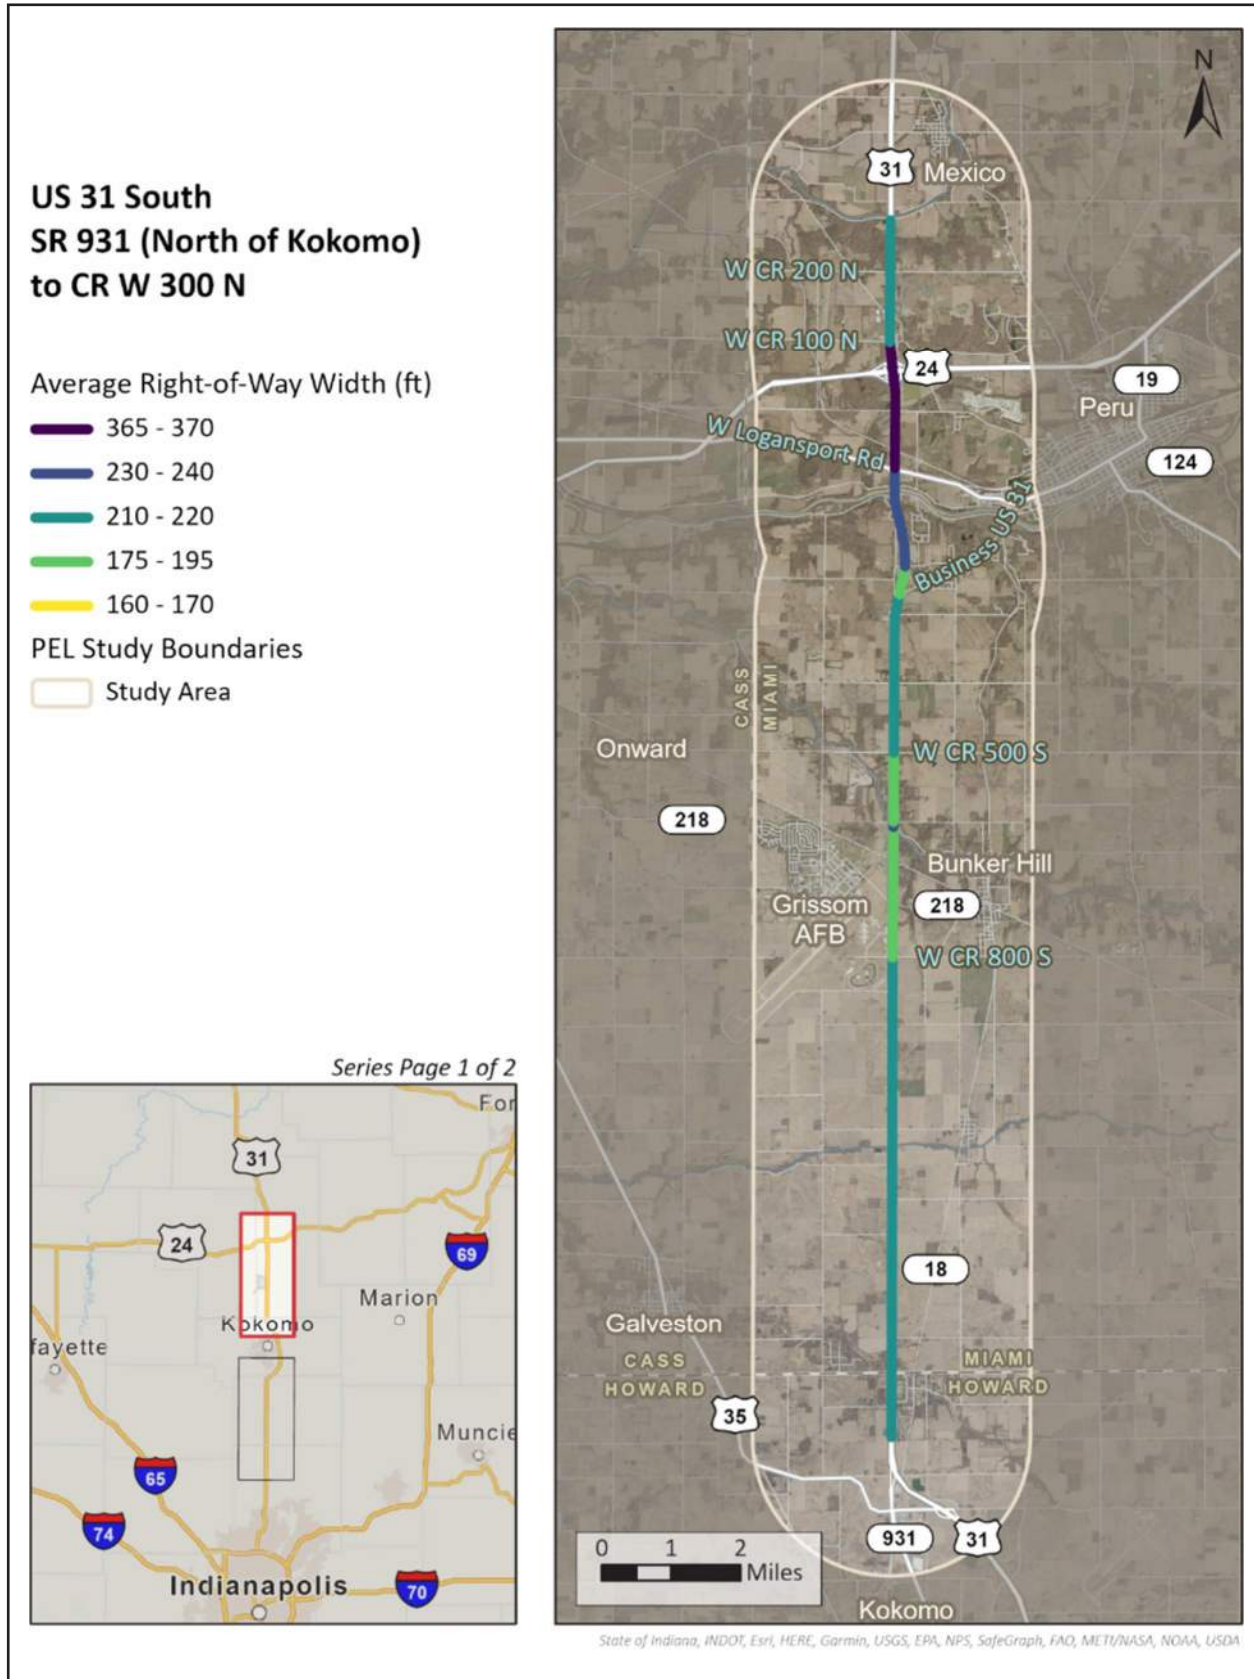 US 31 South
SR 931 (North of Kokomo)
to CR W 300 N
Average Right-of-Way Width (ft)
365 - 370
230 - 240
210 - 220
175 - 195
160 - 170
PEL Study Boundaries
Study Area
N
31
Mexico
W CR 200 N
W CR 100 N
24
19
Peru
W Logansport Rd
124
Business US 31
CASS
MIAMI
Onward
W CR 500 S
218
Bunker Hill
Grissom
AFB
218
W CR 800 S
18
Galveston
CASS
HOWARD
MIAMI
HOWARD
35
931
31
0 1 2
Miles
Kokomo
State of Indiana, INDOT, Esri, HERE, Garmin, USGS, EPA, NPS, SafeGraph, FAO, METI/NASA, NOAA, USDA
Series Page 1 of 2
For
31
24
69
Marion
Kokomo
fayette
Muncie
65
74
Indianapolis
70